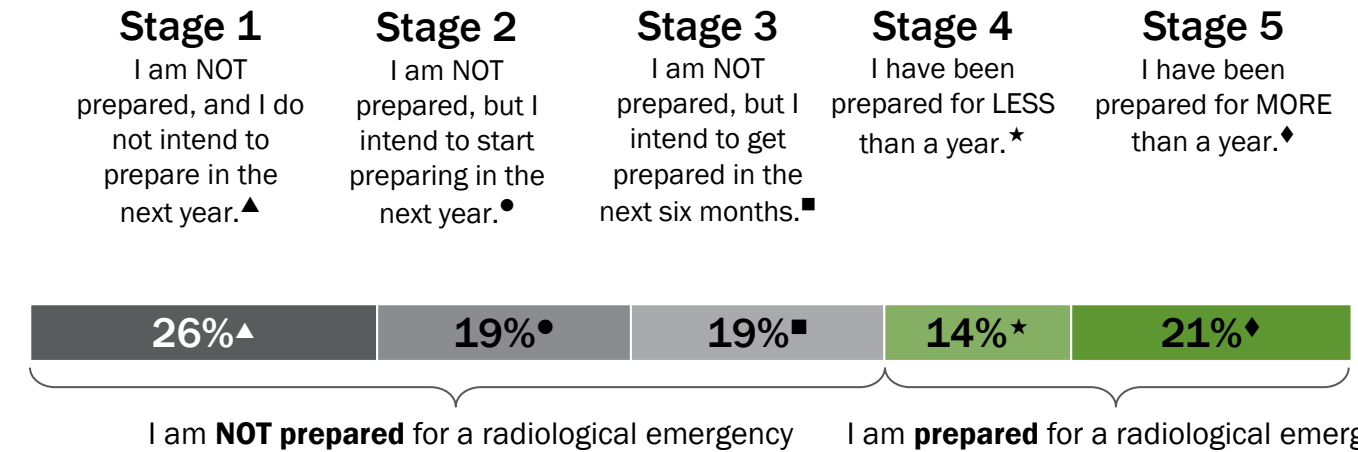 Stage 1
I am NOT
prepared, and I do
not intend to
prepare in the
next year.▲
Stage 2
I am NOT
prepared, but I
intend to start
preparing in the
next year.●
Stage 3
I am NOT
prepared, but I
intend to get
prepared in the
next six months.■
Stage 4
I have been
prepared for LESS
than a year.★
Stage 5
I have been
prepared for MORE
than a year.♦
26%▲ 19%● 19%■ 14%★ 21%♦
I am NOT prepared for a radiological emergency
I am prepared for a radiological emerg